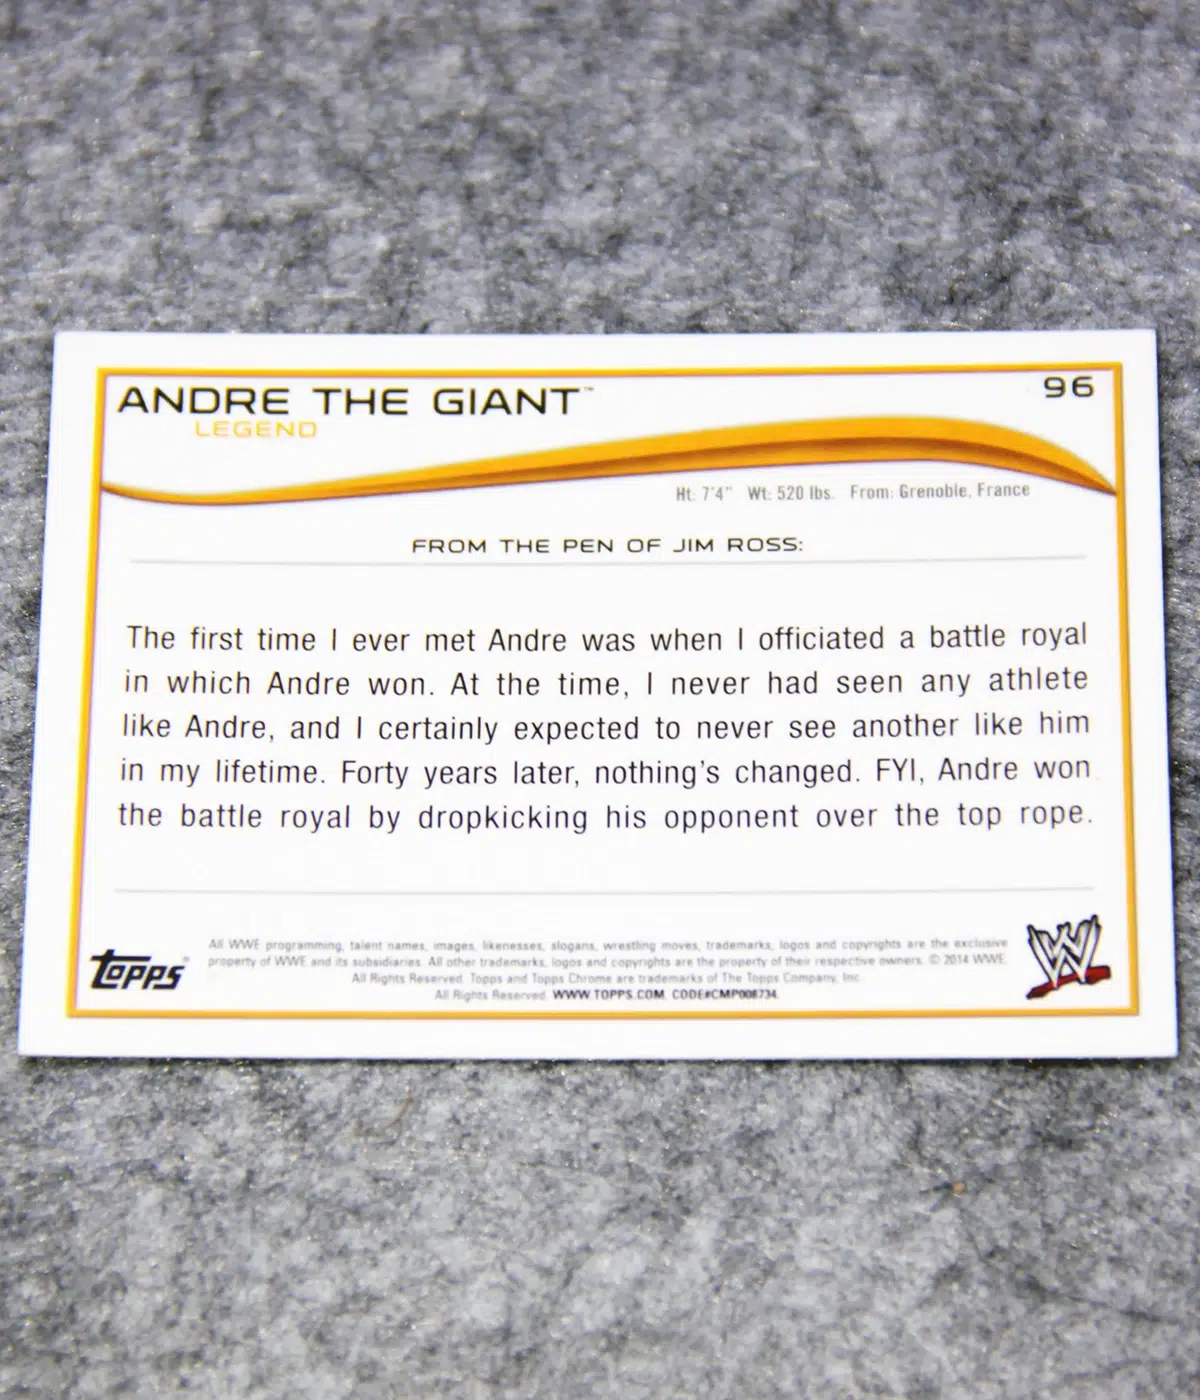 ANDRE THE GIANT™
96
LEGEND
Ht: 7'4" Wt: 520 lbs. From: Grenoble, France
FROM THE PEN OF JIM ROSS:
The first time I ever met Andre was when I officiated a battle royal
in which Andre won. At the time, I never had seen any athlete
like Andre, and I certainly expected to never see another like him
in my lifetime. Forty years later, nothing's changed. FYI, Andre won
the battle royal by dropkicking his opponent over the top rope.
All WWE programming, talent names, images, likenesses, slogans, wrestling moves, trademarks, logos and copyrights are the exclusive
property of WWE and its subsidiaries. All other trademarks, logos and copyrights are the property of their respective owners. © 2014 WWE.
All Rights Reserved. Topps and Topps Chrome are trademarks of The Topps Company, Inc.
All Rights Reserved. WWW.TOPPS.COM. CODE#CMP008734.
Topps®
W